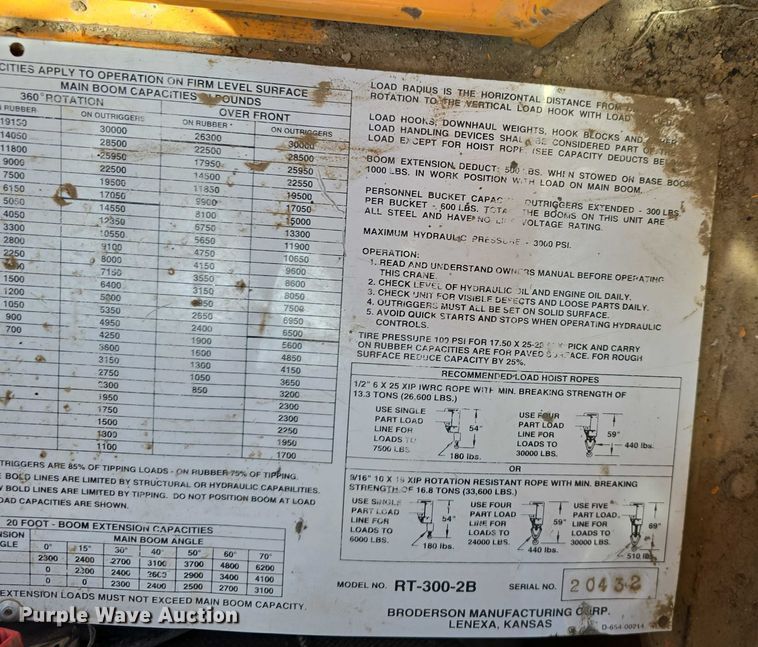 CITIES APPLY TO OPERATION ON FIRM LEVEL SURFACE
MAIN BOOM CAPACITIES POUNDS
360° ROTATION OVER FRONT
RUBBER ON OUTRIGGERS ON RUBBER * ON OUTRIGGERS
19150 30000 26300 30000
14050 28500 22500 28500
11800 25950 17950 25950
9000 22550 14500 22550
7500 19500 11850 19500
6150 17050 9900 17050
5050 14550 8100 15000
4050 12350 6750 13300
3300 10550 5650 11900
2800 9100 4750 10650
2250 8000 4150 9600
7150 3550 8600
1500 6400 3150 8050
1200 7500
1050 5350 2650 6950
900 4950 2400 6500
700 4250 1900 5600
3600 1600 4850
3150 1300 4150
2750 1050 3650
2300 850 3200
1950 2300
1750 2300
1500 2250
1300 1950
1100 1700
TRIGGERS ARE 85% OF TIPPING LOADS - ON RUBBER 75% OF TIPPING.
BOLD LINES ARE LIMITED BY STRUCTURAL OR HYDRAULIC CAPABILITIES.
BOLD LINES ARE LIMITED BY TIPPING. DO NOT POSITION BOOM AT LOAD
OAD CAPACITIES ARE SHOWN.
20 FOOT - BOOM EXTENSION CAPACITIES
NSION MAIN BOOM ANGLE
GLE 0° 15° 30° 40° 50° 60° 70°
2300 2400 2700 3100 3700 4800 6200
0 2300 2400 2600 2900 3400 4100
0 0 2300 2400 2500 2700 3100
EXTENSION LOADS MUST NOT EXCEED MAIN BOOM CAPACITY.
LOAD RADIUS IS THE HORIZONTAL DISTANCE FROM
ROTATION TO THE VERTICAL LOAD HOOK WITH LOAD
LOAD HOOKS, DOWNHAUL WEIGHTS, HOOK BLOCKS AND
LOAD HANDLING DEVICES SHALL BE CONSIDERED PART OF THE
LOAD EXCEPT FOR HOIST ROPE. (SEE CAPACITY DEDUCTS BEL
BOOM EXTENSION DEDUCT: 500 LBS. WHEN STOWED ON BASE BOOM
1000 LBS. IN WORK POSITION WITH LOAD ON MAIN BOOM.
PERSONNEL BUCKET CAPAC OUTRIGGERS EXTENDED - 300 LBS
PER BUCKET - 600 LBS. TOTA THE BOOMS ON THIS UNIT ARE
ALL STEEL AND HAVE NO VOLTAGE RATING.
MAXIMUM HYDRAULIC PRESSURE - 3000 PSI.
OPERATION:
1. READ AND UNDERSTAND OWNERS MANUAL BEFORE OPERATING
THIS CRANE.
2. CHECK LEVEL OF HYDRAULIC OIL AND ENGINE OIL DAILY.
3. CHECK UNIT FOR VISIBLE DEFECTS AND LOOSE PARTS DAILY.
4. OUTRIGGERS MUST ALL BE SET ON SOLID SURFACE.
5. AVOID QUICK STARTS AND STOPS WHEN OPERATING HYDRAULIC
CONTROLS.
TIRE PRESSURE 100 PSI FOR 17.50 X 25-20 PICK AND CARRY
ON RUBBER CAPACITIES ARE FOR PAVED SURFACE. FOR ROUGH
SURFACE REDUCE CAPACITY BY 25%.
RECOMMENDED LOAD HOIST ROPES
1/2" 6 X 25 XIP IWRC ROPE WITH MIN. BREAKING STRENGTH OF
13.3 TONS (26,600 LBS.)
USE SINGLE PART LOAD LINE FOR LOADS TO 7500 LBS
54"
180 lbs.
USE FOUR PART LOAD LINE FOR LOADS TO 30000 LBS
59"
440 lbs.
OR
9/16" 10 X 19 XIP ROTATION RESISTANT ROPE WITH MIN. BREAKING
STRENGTH OF 16.8 TONS (33,600 LBS.)
USE SINGLE PART LOAD LINE FOR LOADS TO 6000 LBS.
54"
180 lbs.
USE FOUR PART LOAD LINE FOR LOADS TO 24000 LBS.
59"
440 lbs.
USE FIVE PART LOAD LINE FOR LOADS TO 30000 LBS.
69"
510 lb
MODEL NO. RT-300-2B SERIAL NO. 20432
BRODERSON MANUFACTURING CORP.
LENEXA, KANSAS
D-654-00214
Purple Wave Auction